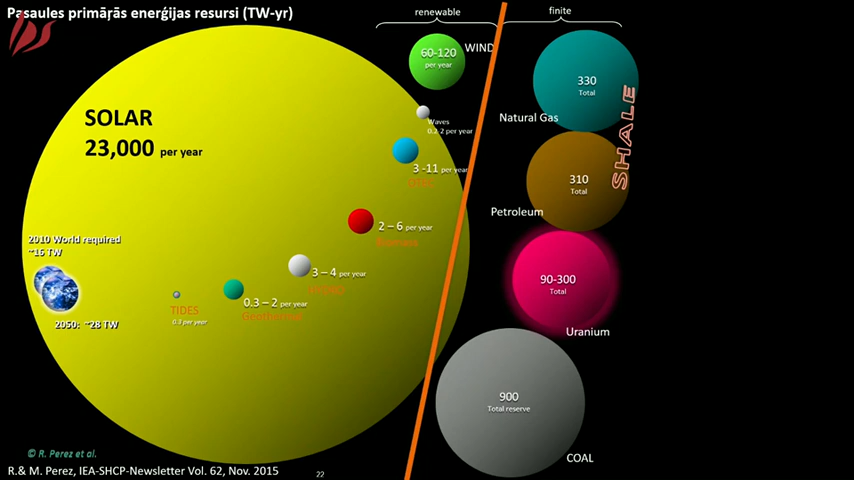 Pasaules primārās enerģijas resursi (TW-yr)
renewable
finite
60-120
per year
WIND
SOLAR
23,000 per year
Waves
0.2-2 per year
3 -11 per year
OTEC
2 – 6 per year
Biomass
3 – 4 per year
HYDRO
0.3 – 2 per year
Geothermal
TIDES
0.3 per year
2010 World required
~16 TW
2050: ~28 TW
330
Total
Natural Gas
SHALE
310
Total
Petroleum
90-300
Total
Uranium
900
Total reserve
COAL
© R. Perez et al.
R.& M. Perez, IEA-SHCP-Newsletter Vol. 62, Nov. 2015
22